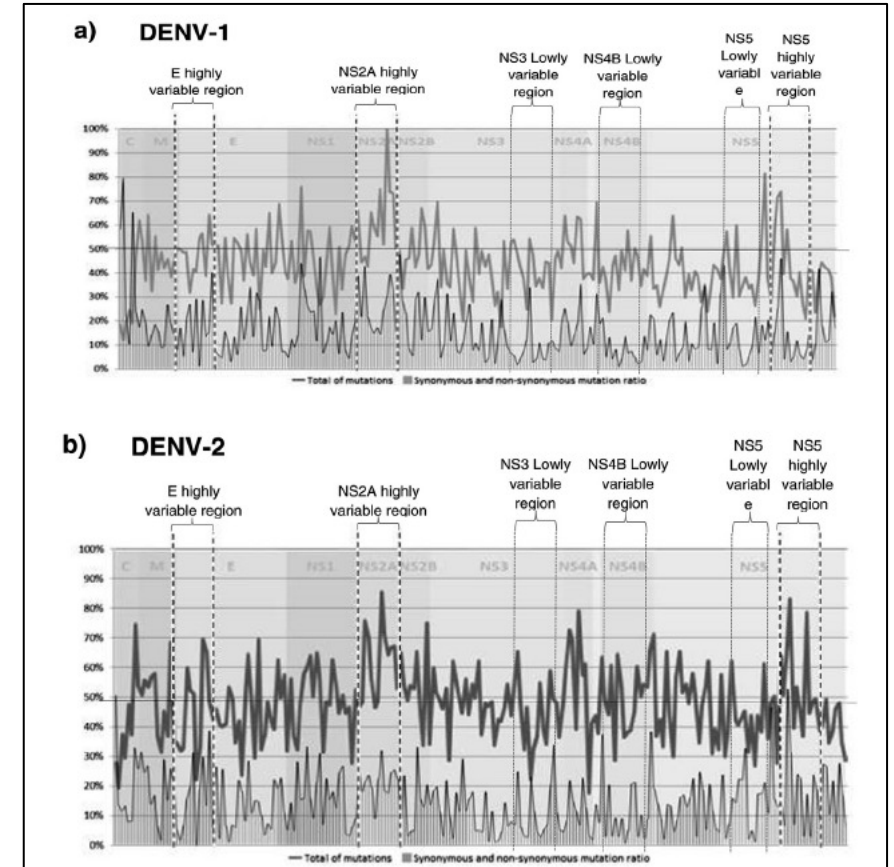 a) DENV-1
E highly
variable region
NS2A highly
variable region
NS3 Lowly
variable
region
NS4B Lowly
variable
region
NS5
Lowly
variabl
e
NS5
highly
variable
region
100%
90%
80%
70%
60%
50%
40%
30%
20%
10%
0%
C M E NS1 NS2A NS2B NS3 NS4A NS4B NS5
Total of mutations Synonymous and non-synonymous mutation ratio
b) DENV-2
E highly
variable region
NS2A highly
variable region
NS3 Lowly
variable
region
NS4B Lowly
variable
region
NS5
Lowly
variabl
e
NS5
highly
variable
region
100%
90%
80%
70%
60%
50%
40%
30%
20%
10%
0%
C M E NS1 NS2A NS2B NS3 NS4A NS4B NS5
Total of mutations Synonymous and non-synonymous mutation ratio